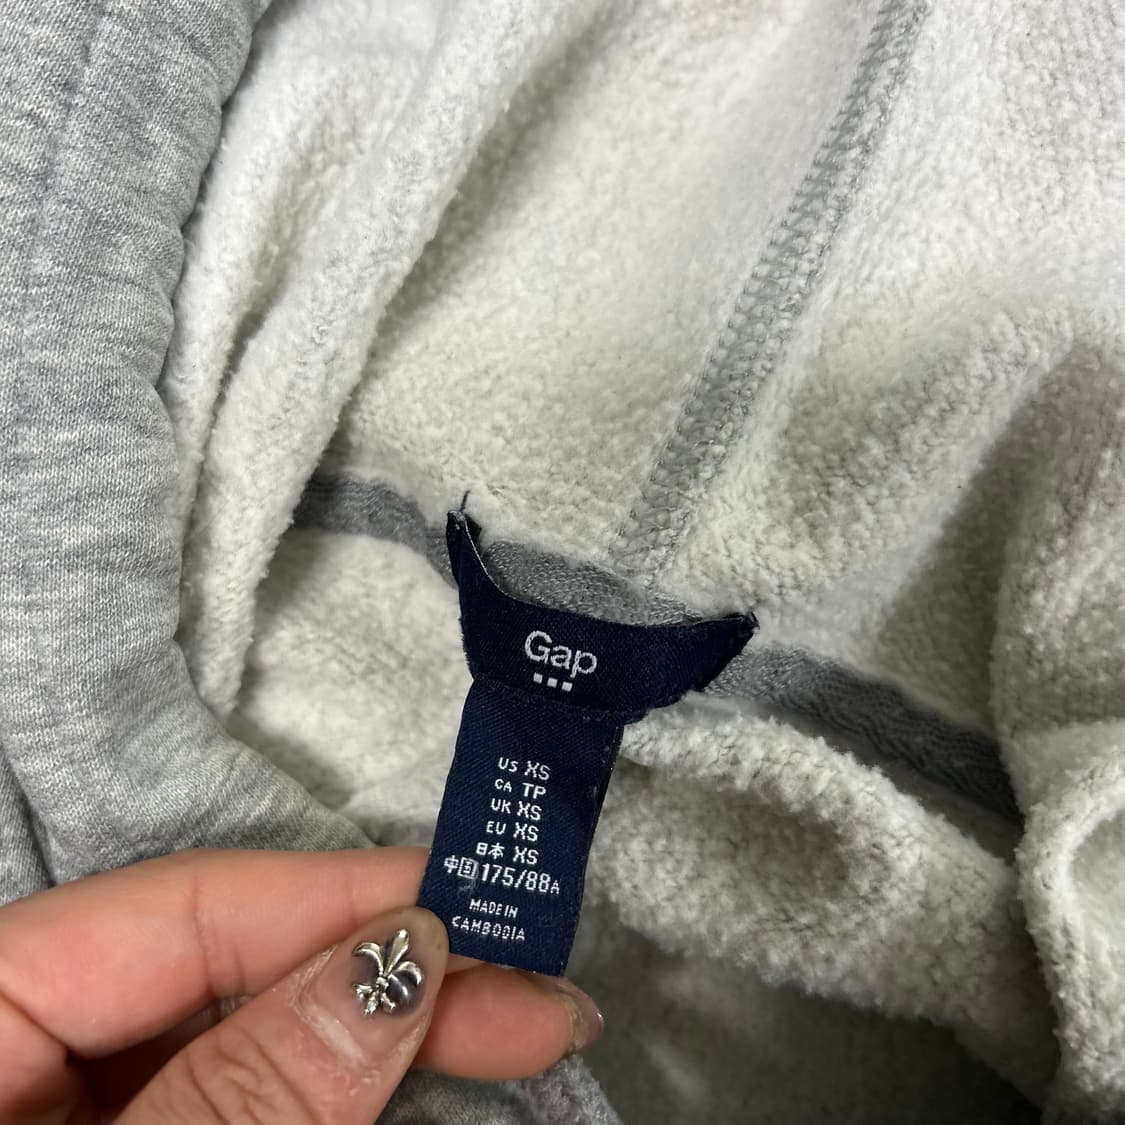 Gap
US XS
CA TP
UK XS
EU XS
日本 XS
中国 175/88A
MADE IN
CAMBODIA